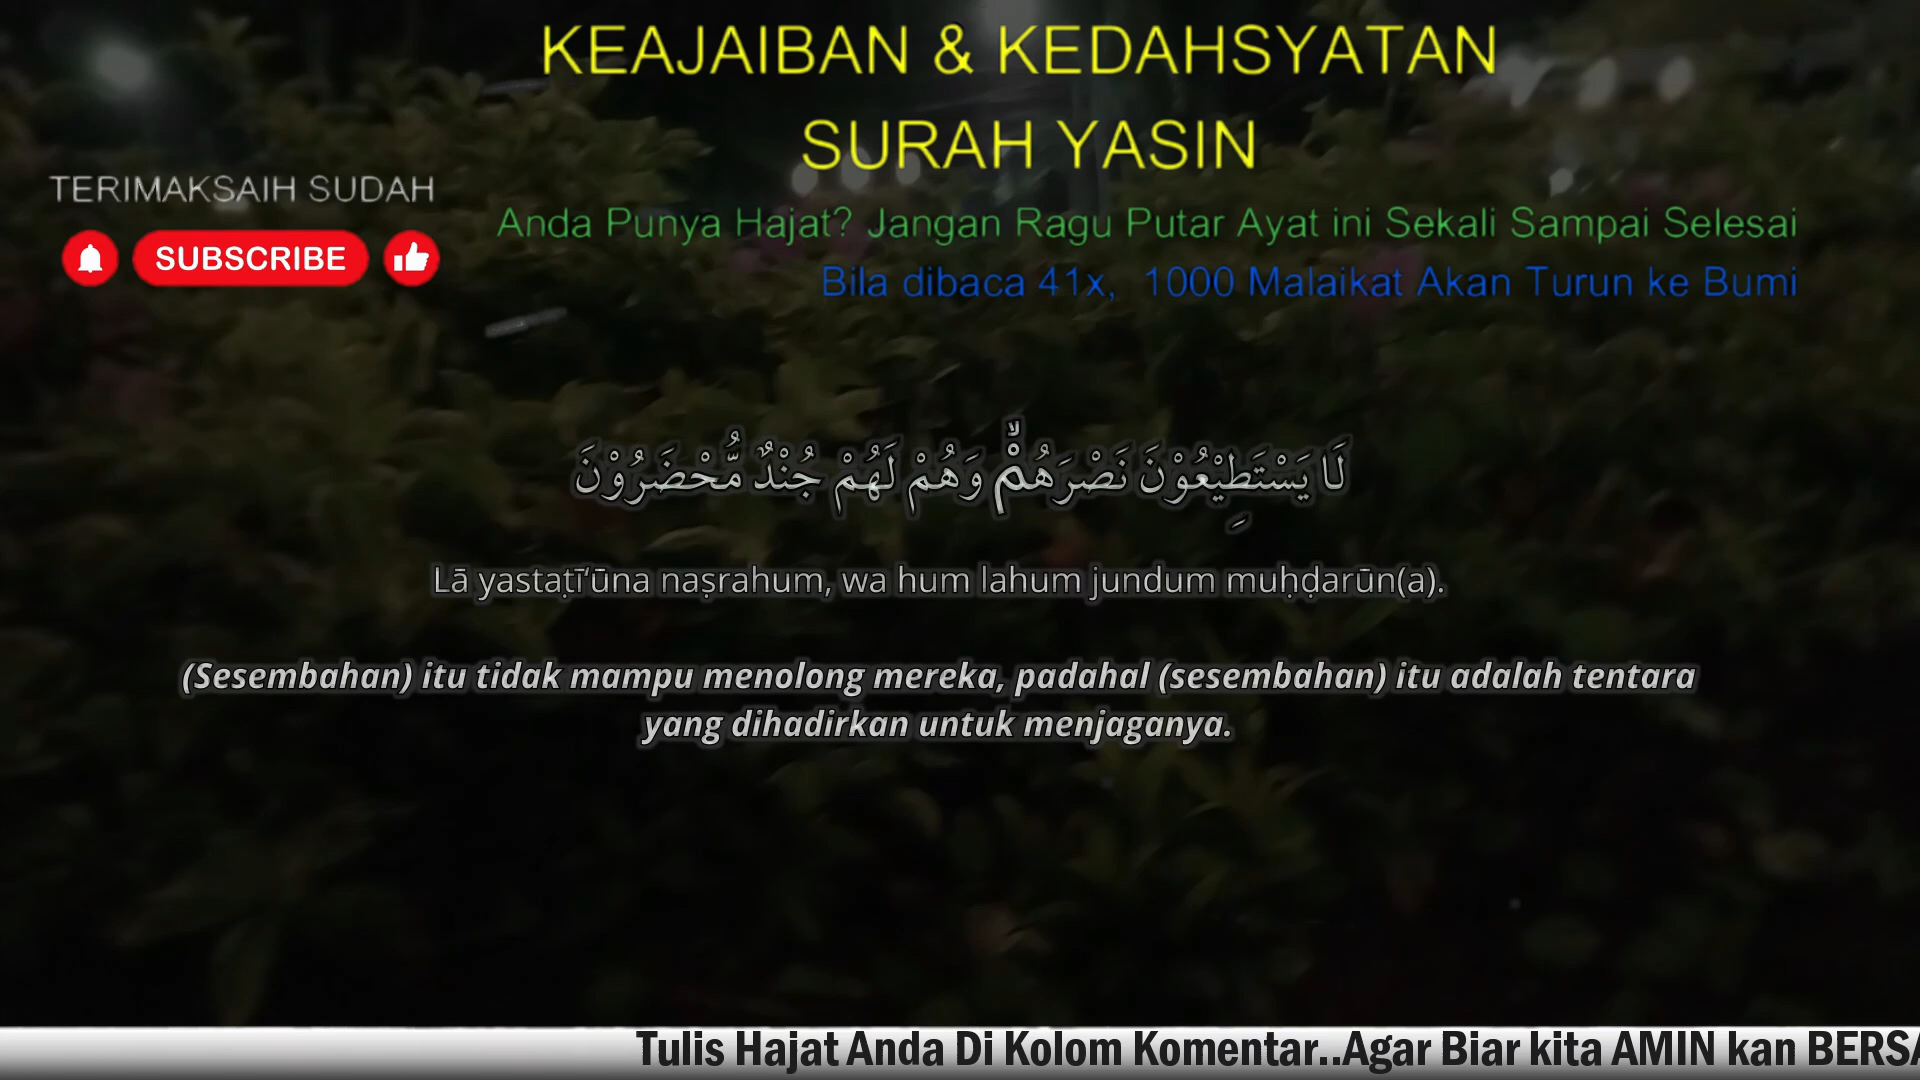 KEAJAIBAN & KEDAHSYATAN
SURAH YASIN
TERIMAKSAIH SUDAH
SUBSCRIBE
Anda Punya Hajat? Jangan Ragu Putar Ayat ini Sekali Sampai Selesai
Bila dibaca 41x, 1000 Malaikat Akan Turun ke Bumi
لَا يَسْتَطِيْعُوْنَ نَصْرَهُمْۙ وَهُمْ لَهُمْ جُنْدٌ مُّحْضَرُوْنَ
Lā yastaṭī‘ūna naṣrahum, wa hum lahum jundum muḥḍarūn(a).
(Sesembahan) itu tidak mampu menolong mereka, padahal (sesembahan) itu adalah tentara
yang dihadirkan untuk menjaganya.
Tulis Hajat Anda Di Kolom Komentar..Agar Biar kita AMIN kan BERSA